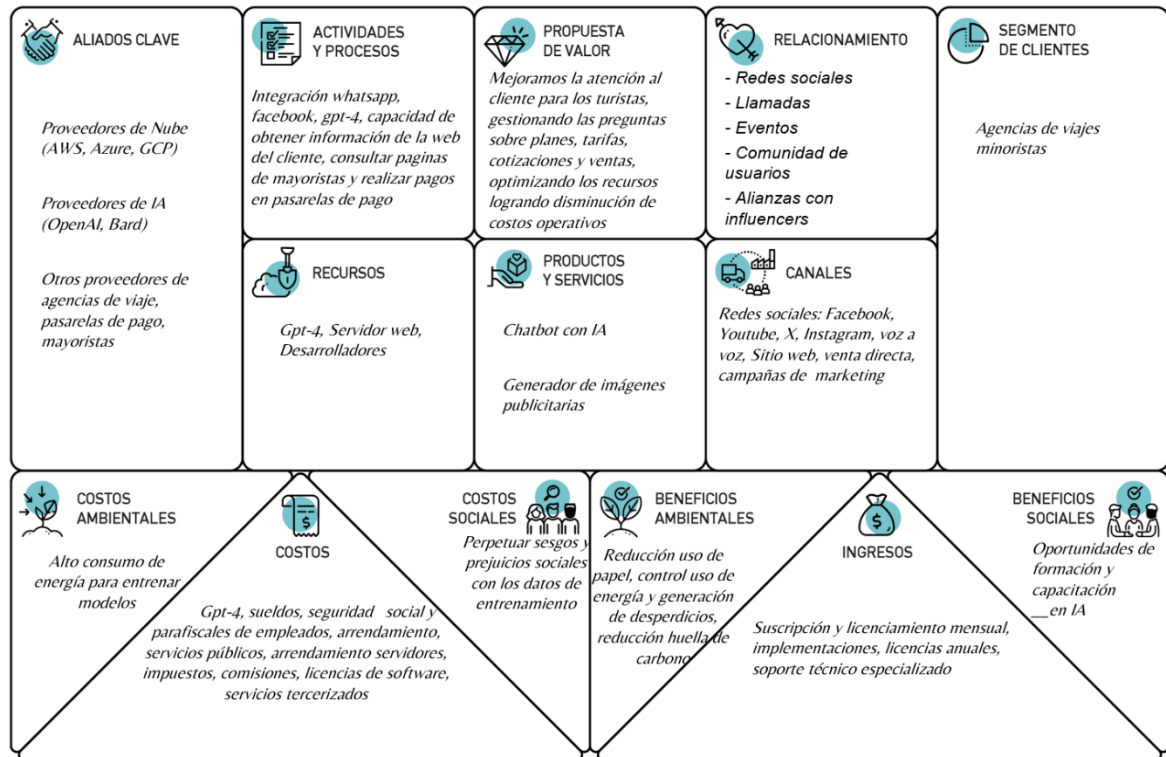 ALIADOS CLAVE
Proveedores de Nube
(AWS, Azure, GCP)
Proveedores de IA
(OpenAI, Bard)
Otros proveedores de
agencias de viaje,
pasarelas de pago,
mayoristas
ACTIVIDADES
Y PROCESOS
Integración whatsapp,
facebook, gpt-4, capacidad de
obtener información de la web
del cliente, consultar paginas
de mayoristas y realizar pagos
en pasarelas de pago
RECURSOS
Gpt-4, Servidor web,
Desarrolladores
PROPUESTA
DE VALOR
Mejoramos la atención al
cliente para los turistas,
gestionando las preguntas
sobre planes, tarifas,
cotizaciones y ventas,
optimizando los recursos
logrando disminución de
costos operativos
PRODUCTOS
Y SERVICIOS
Chatbot con IA
Generador de imágenes
publicitarias
RELACIONAMIENTO
- Redes sociales
- Llamadas
- Eventos
- Comunidad de
usuarios
- Alianzas con
influencers
CANALES
Redes sociales: Facebook,
Youtube, X, Instagram, voz a
voz, Sitio web, venta directa,
campañas de marketing
SEGMENTO
DE CLIENTES
Agencias de viajes
minoristas
COSTOS
AMBIENTALES
Alto consumo de
energía para entrenar
modelos
COSTOS
Gpt-4, sueldos, seguridad social y
parafiscales de empleados, arrendamiento,
servicios públicos, arrendamiento servidores,
impuestos, comisiones, licencias de software,
servicios tercerizados
COSTOS
SOCIALES
Perpetuar sesgos y
prejuicios sociales
con los datos de
entrenamiento
BENEFICIOS
AMBIENTALES
Reducción uso de
papel, control uso de
energía y generación
de desperdicios,
reducción huella de
carbono
INGRESOS
Suscripción y licenciamiento mensual,
implementaciones, licencias anuales,
soporte técnico especializado
BENEFICIOS
SOCIALES
Oportunidades de
formación y
capacitación
__en IA